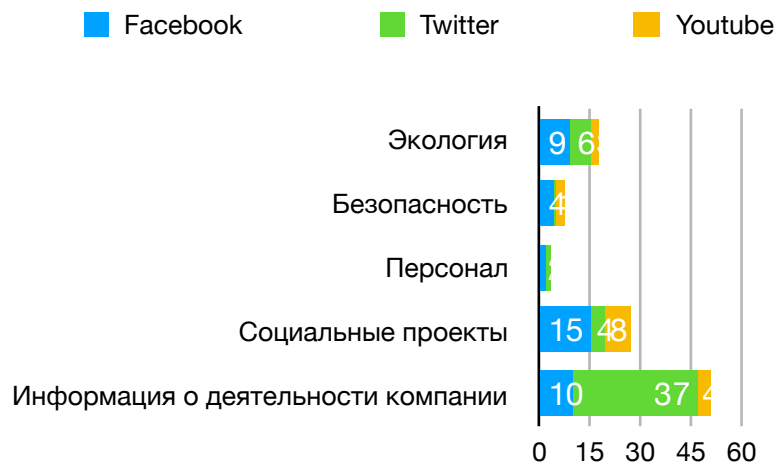 Facebook Twitter Youtube
Экология 9 6
Безопасность 4
Персонал
Социальные проекты 15 4 8
Информация о деятельности компании 10 37 4
0 15 30 45 60